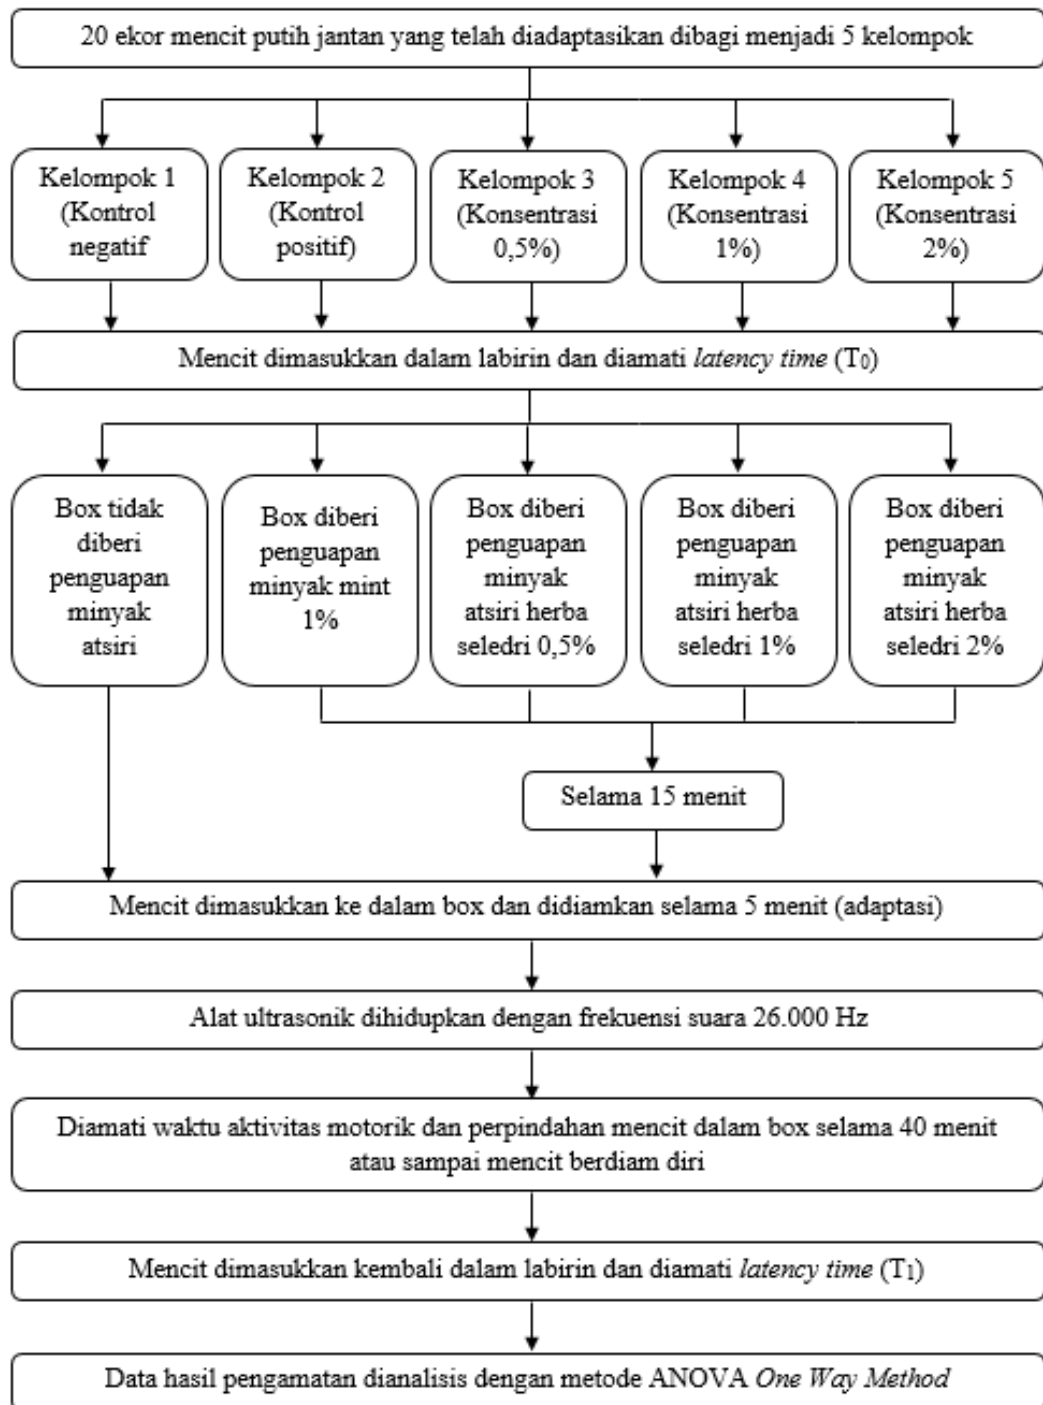 20 ekor mencit putih jantan yang telah diadaptasikan dibagi menjadi 5 kelompok
Kelompok 1
(Kontrol
negatif
Kelompok 2
(Kontrol
positif)
Kelompok 3
(Konsentrasi
0,5%)
Kelompok 4
(Konsentrasi
1%)
Kelompok 5
(Konsentrasi
2%)
Mencit dimasukkan dalam labirin dan diamati latency time (T₀)
Box tidak
diberi
penguapan
minyak
atsiri
Box diberi
penguapan
minyak mint
1%
Box diberi
penguapan
minyak
atsiri herba
seledri 0,5%
Box diberi
penguapan
minyak
atsiri herba
seledri 1%
Box diberi
penguapan
minyak
atsiri herba
seledri 2%
Selama 15 menit
Mencit dimasukkan ke dalam box dan didiamkan selama 5 menit (adaptasi)
Alat ultrasonik dihidupkan dengan frekuensi suara 26.000 Hz
Diamati waktu aktivitas motorik dan perpindahan mencit dalam box selama 40 menit
atau sampai mencit berdiam diri
Mencit dimasukkan kembali dalam labirin dan diamati latency time (T₁)
Data hasil pengamatan dianalisis dengan metode ANOVA One Way Method